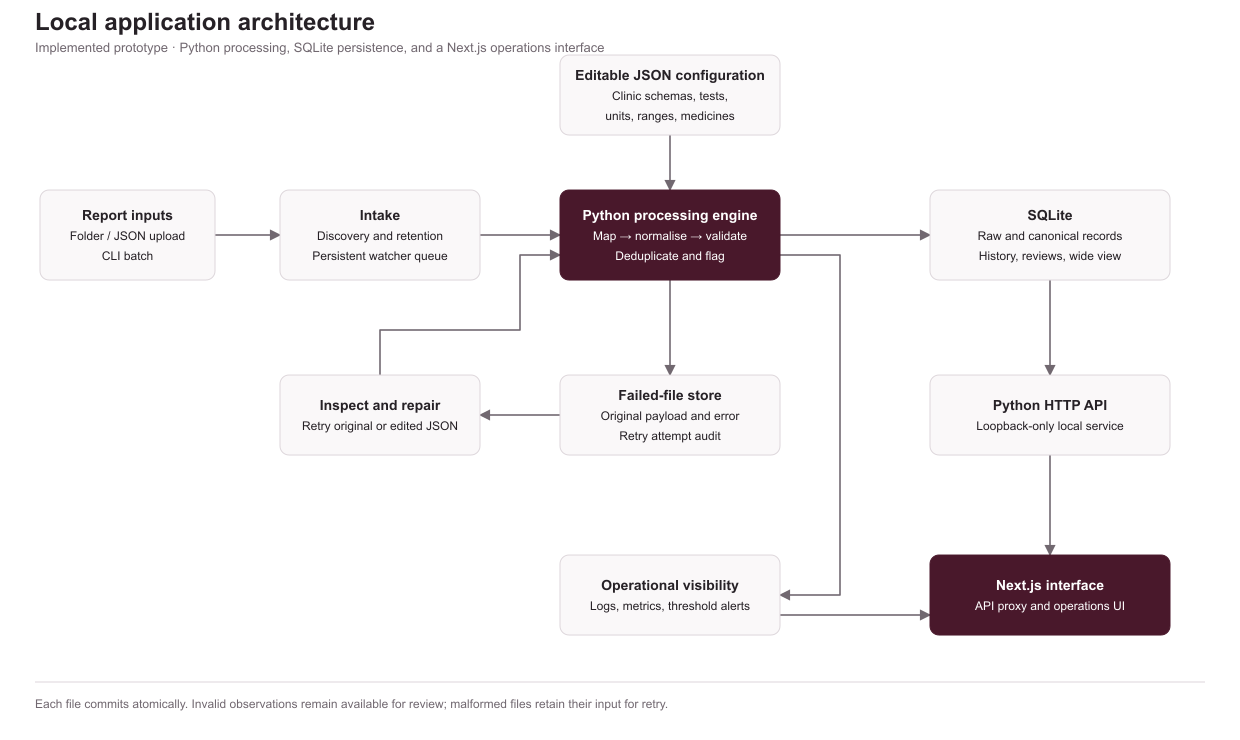 Local application architecture
Implemented prototype · Python processing, SQLite persistence, and a Next.js operations interface
Editable JSON configuration
Clinic schemas, tests,
units, ranges, medicines
Report inputs
Folder / JSON upload
CLI batch
Intake
Discovery and retention
Persistent watcher queue
Python processing engine
Map → normalise → validate
Deduplicate and flag
SQLite
Raw and canonical records
History, reviews, wide view
Inspect and repair
Retry original or edited JSON
Failed-file store
Original payload and error
Retry attempt audit
Python HTTP API
Loopback-only local service
Operational visibility
Logs, metrics, threshold alerts
Next.js interface
API proxy and operations UI
Each file commits atomically. Invalid observations remain available for review; malformed files retain their input for retry.